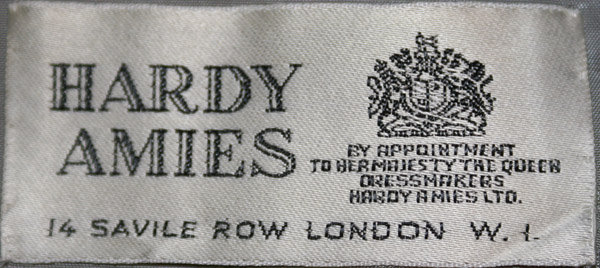 HARDY
AMIES
BY APPOINTMENT
TO HER MAJESTY THE QUEEN
DRESSMAKERS
HARDY AMIES LTD.
14 SAVILE ROW LONDON W.1.